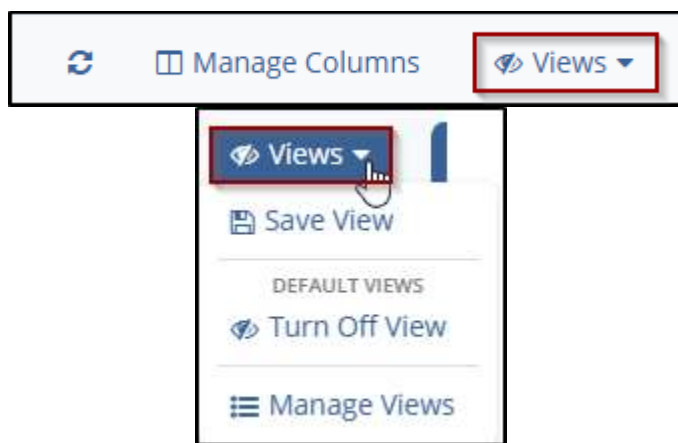 Manage Columns Views
Views
Save View
DEFAULT VIEWS
Turn Off View
Manage Views